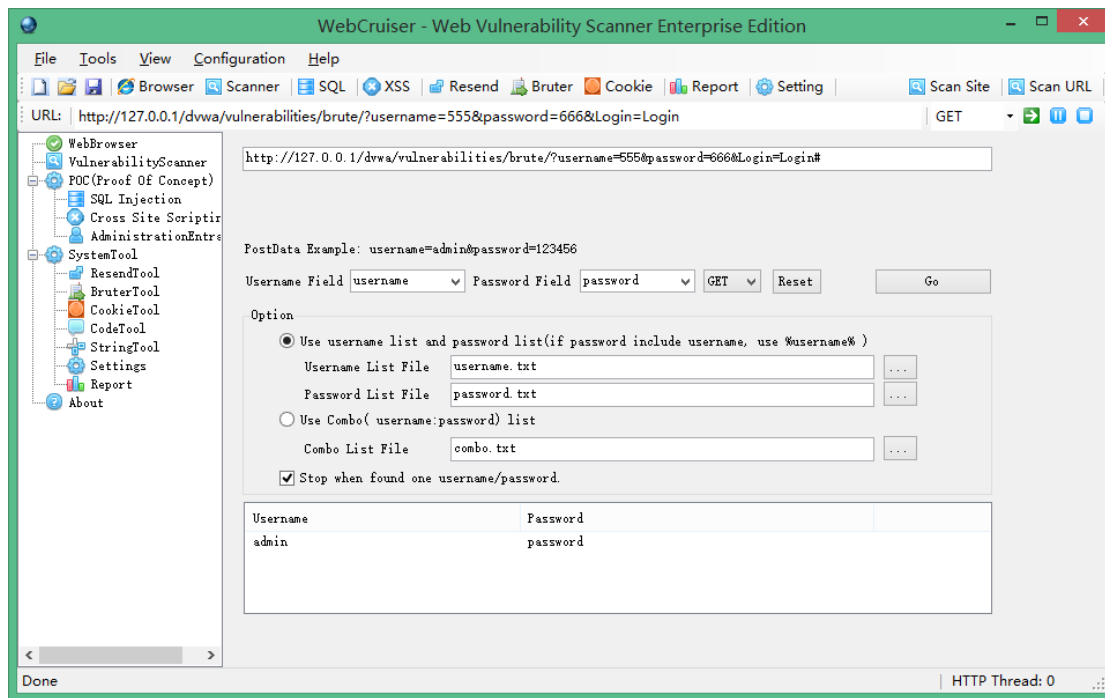 WebCruiser - Web Vulnerability Scanner Enterprise Edition
File Tools View Configuration Help
Browser Scanner SQL XSS Resend Bruter Cookie Report Setting Scan Site Scan URL
URL: http://127.0.0.1/dvwa/vulnerabilities/brute/?username=555&password=666&Login=Login GET
WebBrowser
VulnerabilityScanner
POC(Proof Of Concept)
SQL Injection
Cross Site Scriptin
AdministrationEntra
SystemTool
ResendTool
BruterTool
CookieTool
CodeTool
StringTool
Settings
Report
About
http://127.0.0.1/dvwa/vulnerabilities/brute/?username=555&password=666&Login=Login#
PostData Example: username=admin&password=123456
Username Field username Password Field password GET Reset Go
Option
Use username list and password list(if password include username, use %username% )
Username List File username.txt ...
Password List File password.txt ...
Use Combo( username:password) list
Combo List File combo.txt ...
Stop when found one username/password.
Username Password
admin password
Done HTTP Thread: 0